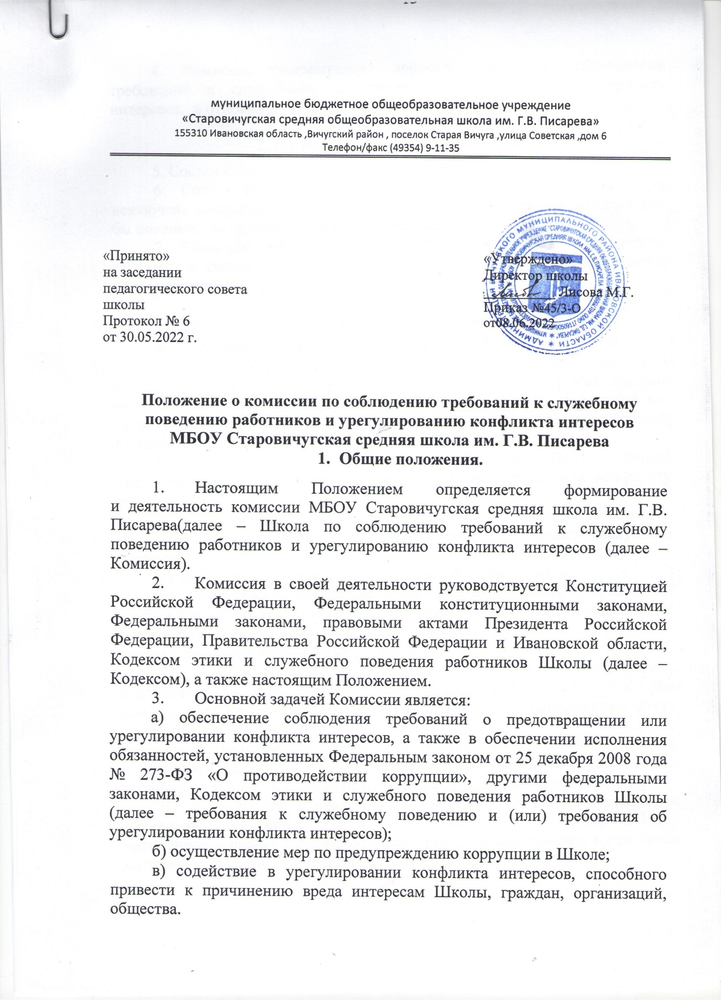 муниципальное бюджетное общеобразовательное учреждение
«Старовичугская средняя общеобразовательная школа им. Г.В. Писарева»
155310 Ивановская область ,Вичугский район , поселок Старая Вичуга ,улица Советская ,дом 6
Телефон/факс (49354) 9-11-35
«Принято»
на заседании
педагогического совета
школы
Протокол № 6
от 30.05.2022 г.
«Утверждено»
Директор школы
Лисова М.Г.
Приказ №45/3-О
от08.06.2022
Положение о комиссии по соблюдению требований к служебному
поведению работников и урегулированию конфликта интересов
МБОУ Старовичугская средняя школа им. Г.В. Писарева
1. Общие положения.
1. Настоящим Положением определяется формирование
и деятельность комиссии МБОУ Старовичугская средняя школа им. Г.В.
Писарева(далее – Школа по соблюдению требований к служебному
поведению работников и урегулированию конфликта интересов (далее –
Комиссия).
2. Комиссия в своей деятельности руководствуется Конституцией
Российской Федерации, Федеральными конституционными законами,
Федеральными законами, правовыми актами Президента Российской
Федерации, Правительства Российской Федерации и Ивановской области,
Кодексом этики и служебного поведения работников Школы (далее –
Кодексом), а также настоящим Положением.
3. Основной задачей Комиссии является:
а) обеспечение соблюдения требований о предотвращении или
урегулировании конфликта интересов, а также в обеспечении исполнения
обязанностей, установленных Федеральным законом от 25 декабря 2008 года
№ 273-ФЗ «О противодействии коррупции», другими федеральными
законами, Кодексом этики и служебного поведения работников Школы
(далее – требования к служебному поведению и (или) требования об
урегулировании конфликта интересов);
б) осуществление мер по предупреждению коррупции в Школе;
в) содействие в урегулировании конфликта интересов, способного
привести к причинению вреда интересам Школы, граждан, организаций,
общества.